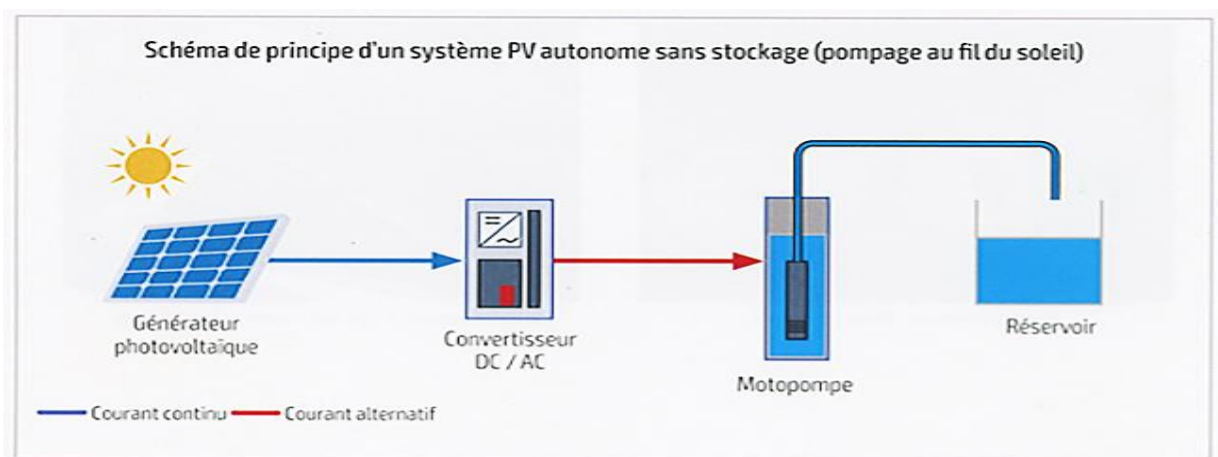 Schéma de principe d'un système PV autonome sans stockage (pompage au fil du soleil)
Générateur
photovoltaïque
Convertisseur
DC / AC
Motopompe
Réservoir
Courant continu
Courant alternatif